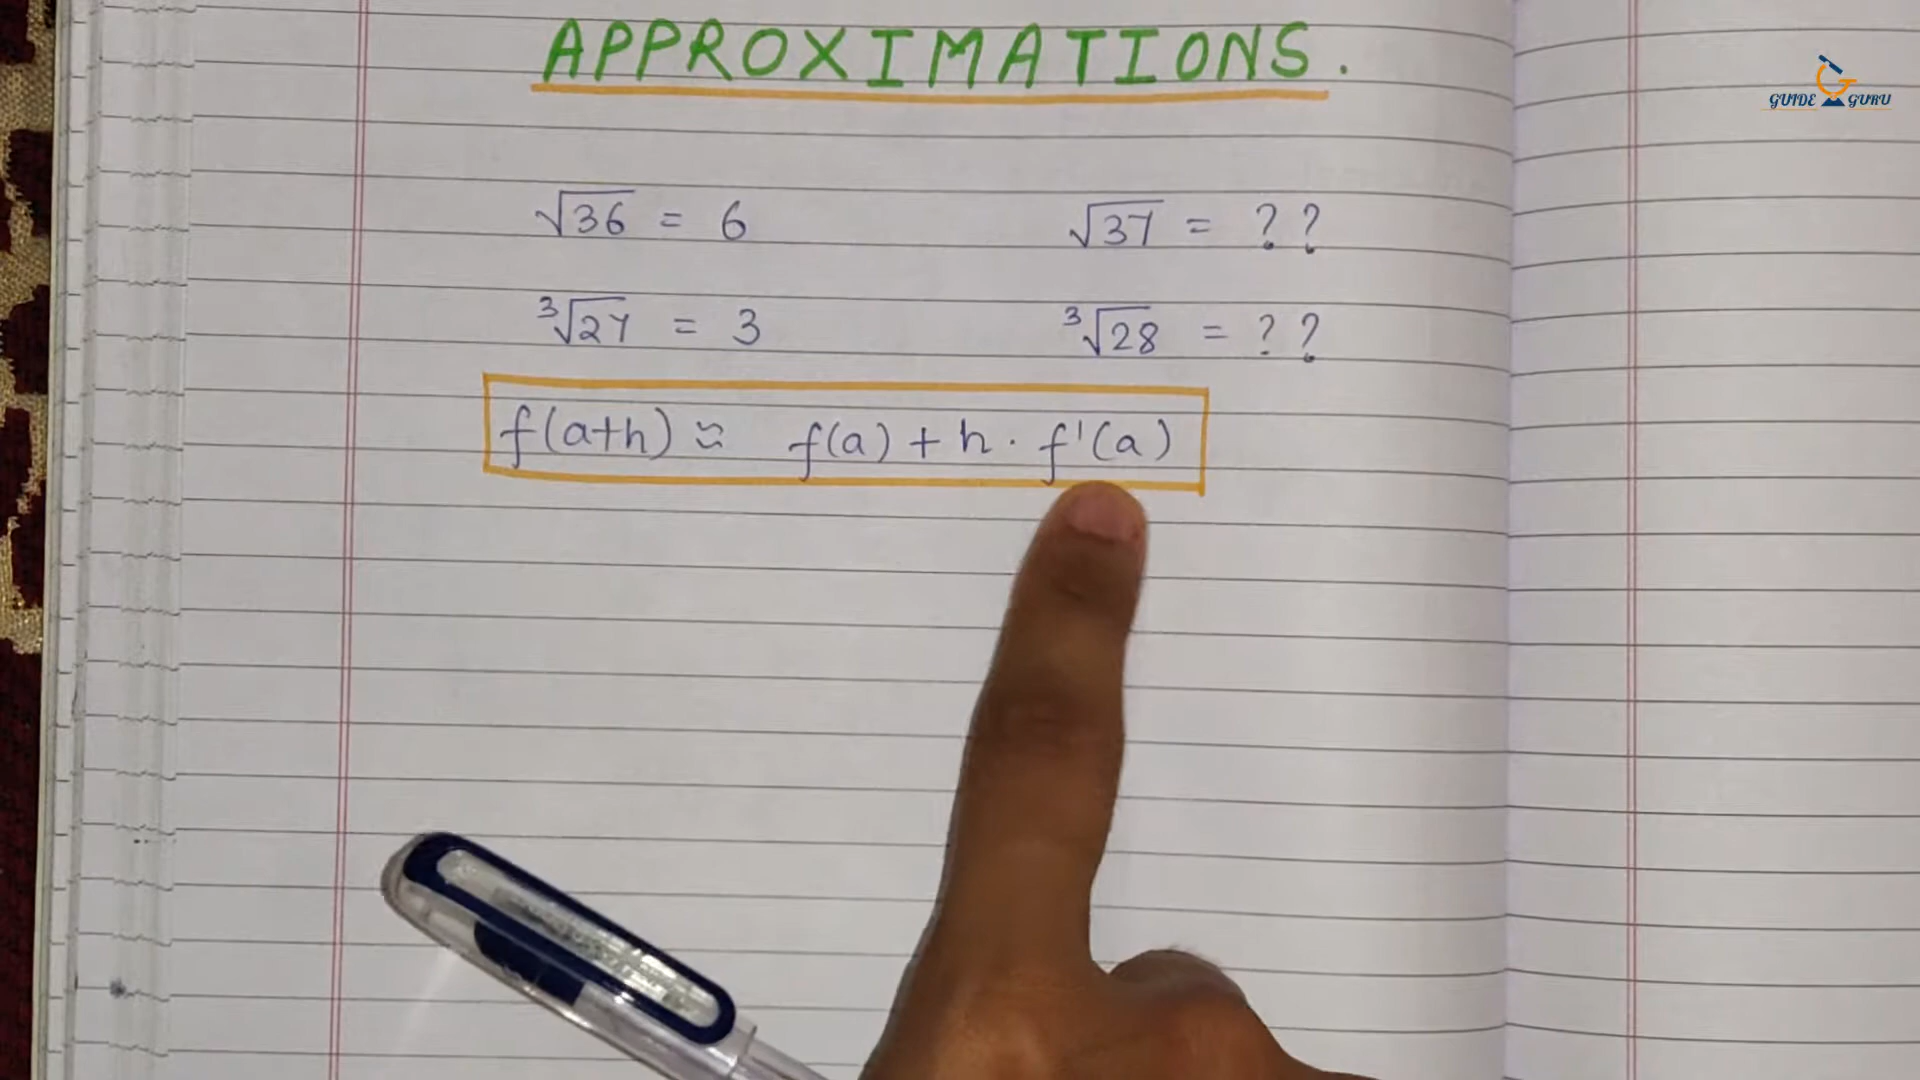 APPROXIMATIONS.
GUIDE GURU
√36 = 6
√37 = ??
³√27 = 3
³√28 = ??
f(a+h) ≈ f(a) + h · f'(a)